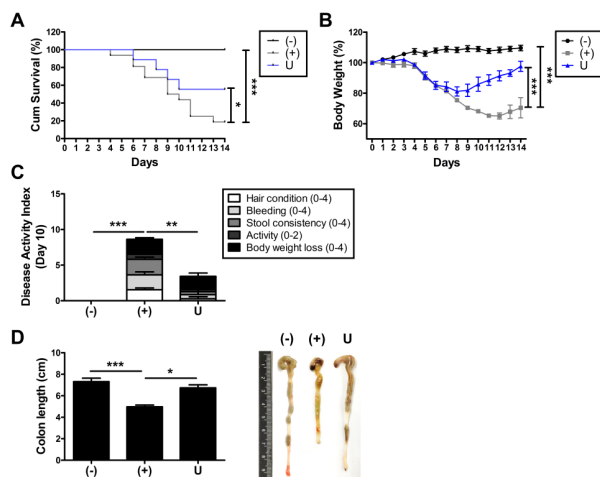 A
Cum Survival (%)
120
100
80
60
40
20
0
0 1 2 3 4 5 6 7 8 9 10 11 12 13 14
Days
(-)
(+)
U
***
*
B
Body Weight (%)
120
110
100
90
80
70
60
0 1 2 3 4 5 6 7 8 9 10 11 12 13 14
Days
(-)
(+)
U
***
***
C
Disease Activity Index
(Day 10)
15
10
5
0
*** **
(-) (+) U
Hair condition (0-4)
Bleeding (0-4)
Stool consistency (0-4)
Activity (0-2)
Body weight loss (0-4)
D
Colon length (cm)
10
8
6
4
2
0
*** *
(-) (+) U
(-) (+) U